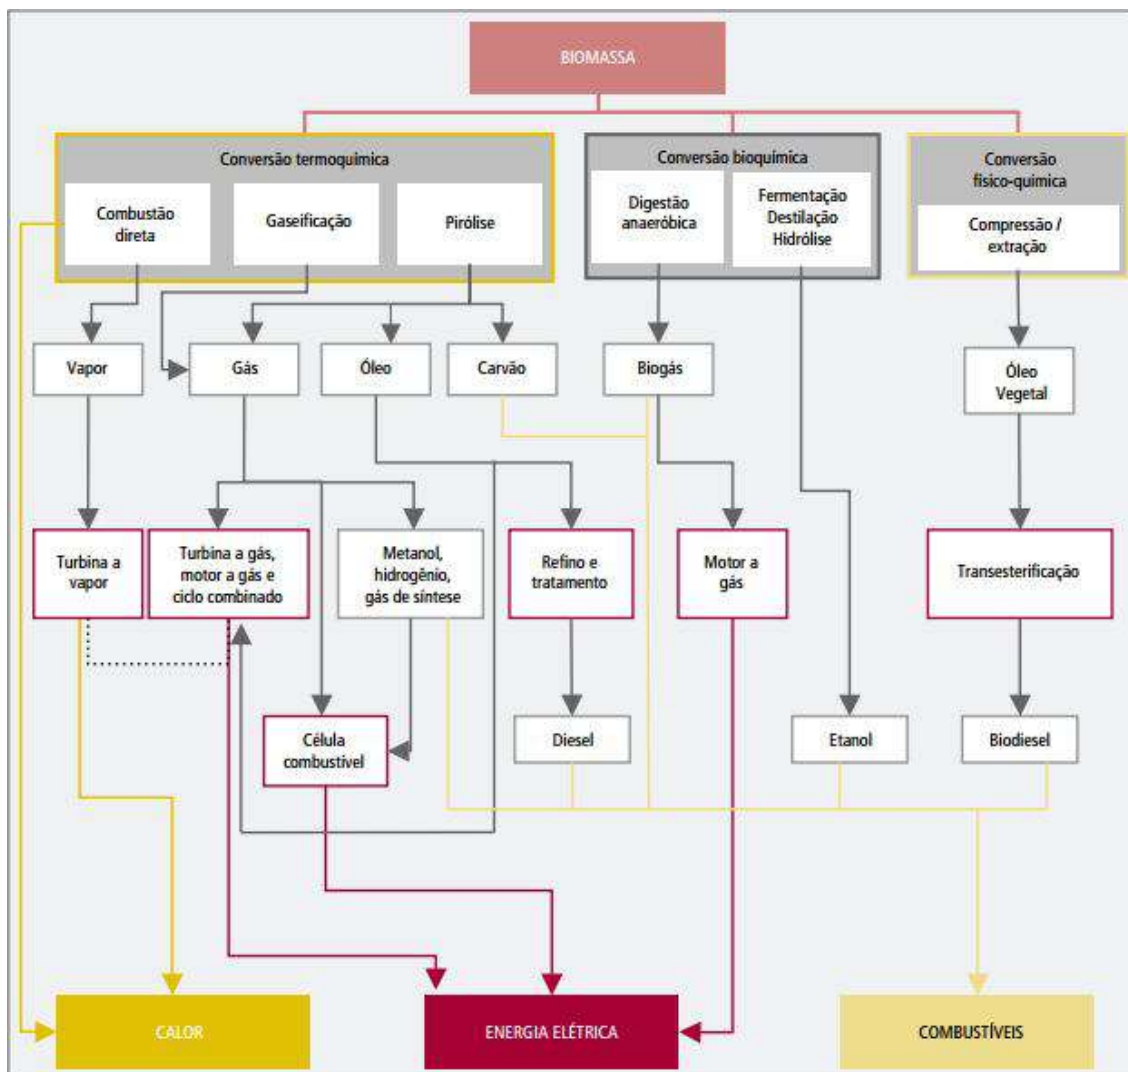 BIOMASSA
Conversão termoquímica
Combustão
direta
Gaseificação
Pirólise
Conversão bioquímica
Digestão
anaeróbica
Fermentação
Destilação
Hidrólise
Conversão
físico-química
Compressão /
extração
Vapor
Gás
Óleo
Carvão
Biogás
Óleo
Vegetal
Turbina a
vapor
Turbina a gás,
motor a gás e
ciclo combinado
Metanol,
hidrogênio,
gás de síntese
Refino e
tratamento
Motor a
gás
Transesterificação
Célula
combustível
Diesel
Etanol
Biodiesel
CALOR
ENERGIA ELÉTRICA
COMBUSTÍVEIS